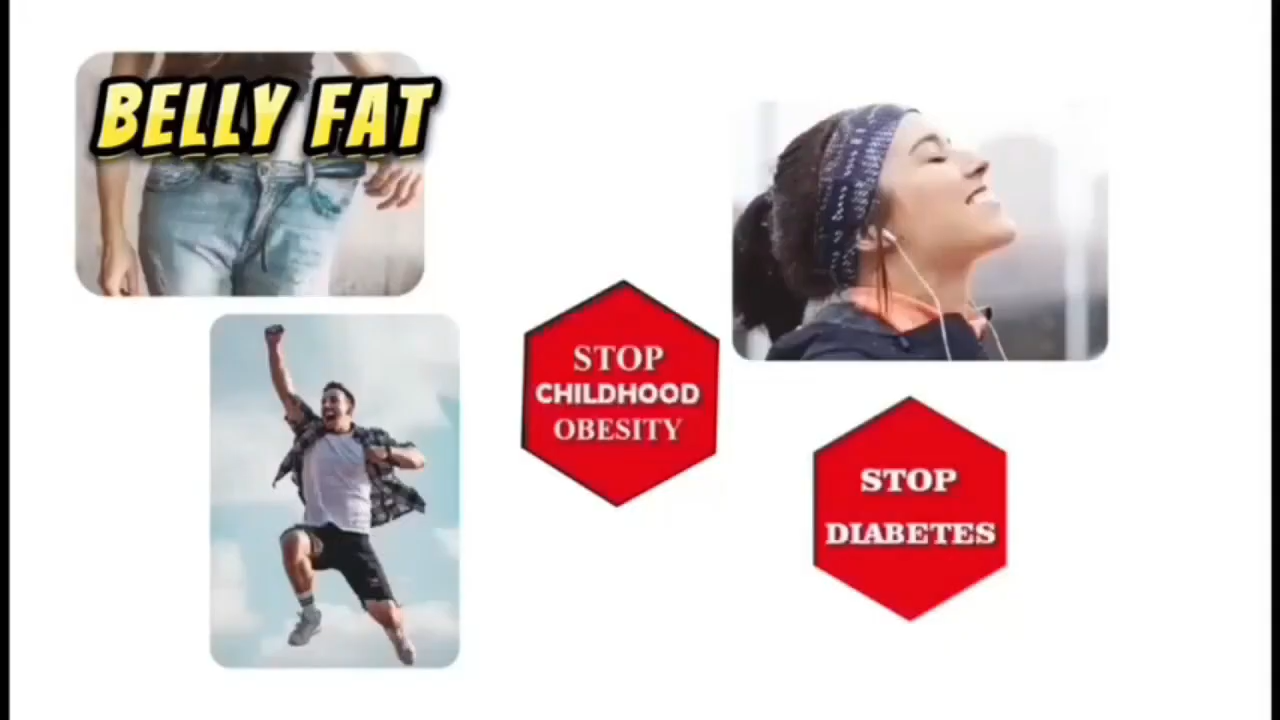 BELLY FAT
STOP
CHILDHOOD
OBESITY
STOP
DIABETES